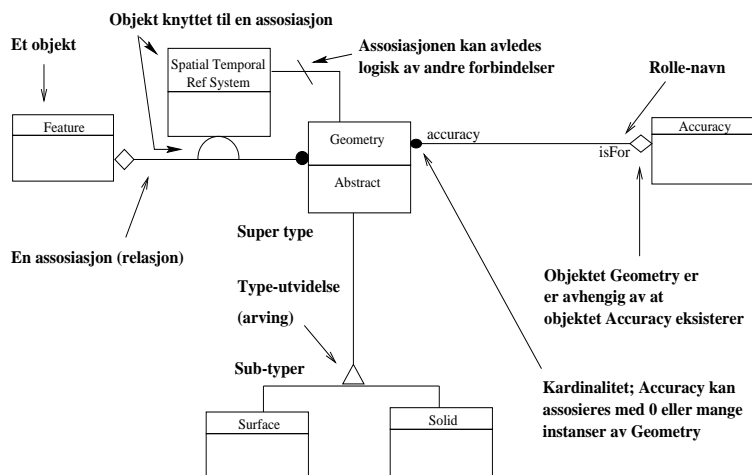 Objekt knyttet til en assosiasjon
Et objekt
Assosiasjonen kan avledes
logisk av andre forbindelser
Rolle-navn
Spatial Temporal
Ref System
Feature
Geometry
Abstract
accuracy
isFor
Accuracy
En assosiasjon (relasjon)
Super type
Objektet Geometry er
er avhengig av at
objektet Accuracy eksisterer
Type-utvidelse
(arving)
Sub-typer
Kardinalitet; Accuracy kan
assosieres med 0 eller mange
instanser av Geometry
Surface
Solid